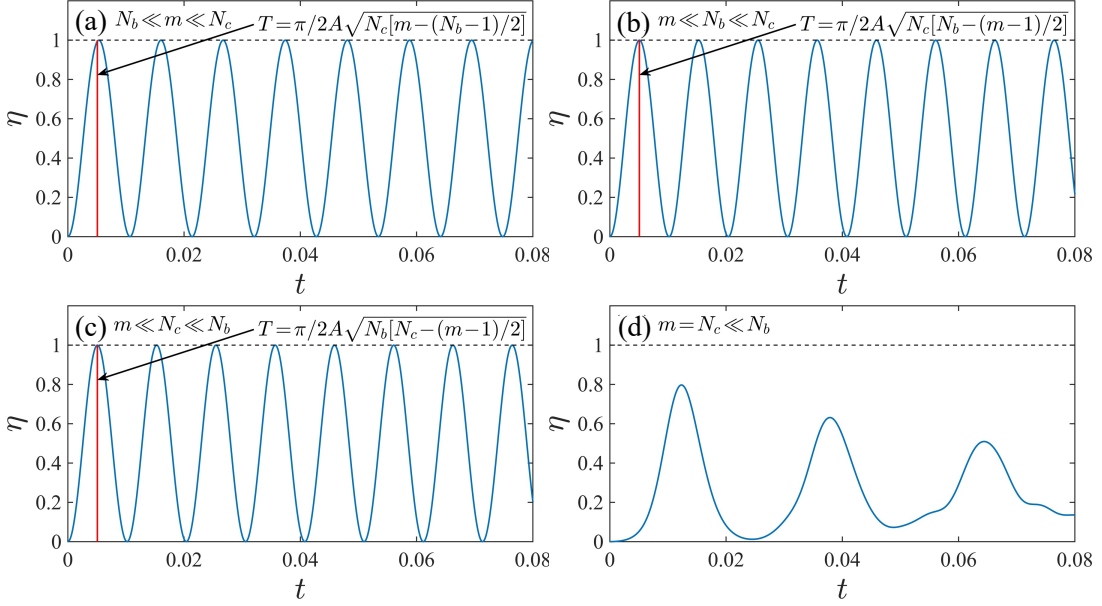 (a) N_b ≪ m ≪ N_c T = π/2A√N_c[m−(N_b−1)/2]
1
0.8
0.6
0.4
0.2
0
η
0 0.02 0.04 0.06 0.08
t
(b) m ≪ N_b ≪ N_c T = π/2A√N_c[N_b−(m−1)/2]
1
0.8
0.6
0.4
0.2
0
η
0 0.02 0.04 0.06 0.08
t
(c) m ≪ N_c ≪ N_b T = π/2A√N_b[N_c−(m−1)/2]
1
0.8
0.6
0.4
0.2
0
η
0 0.02 0.04 0.06 0.08
t
(d) m = N_c ≪ N_b
1
0.8
0.6
0.4
0.2
0
η
0 0.02 0.04 0.06 0.08
t